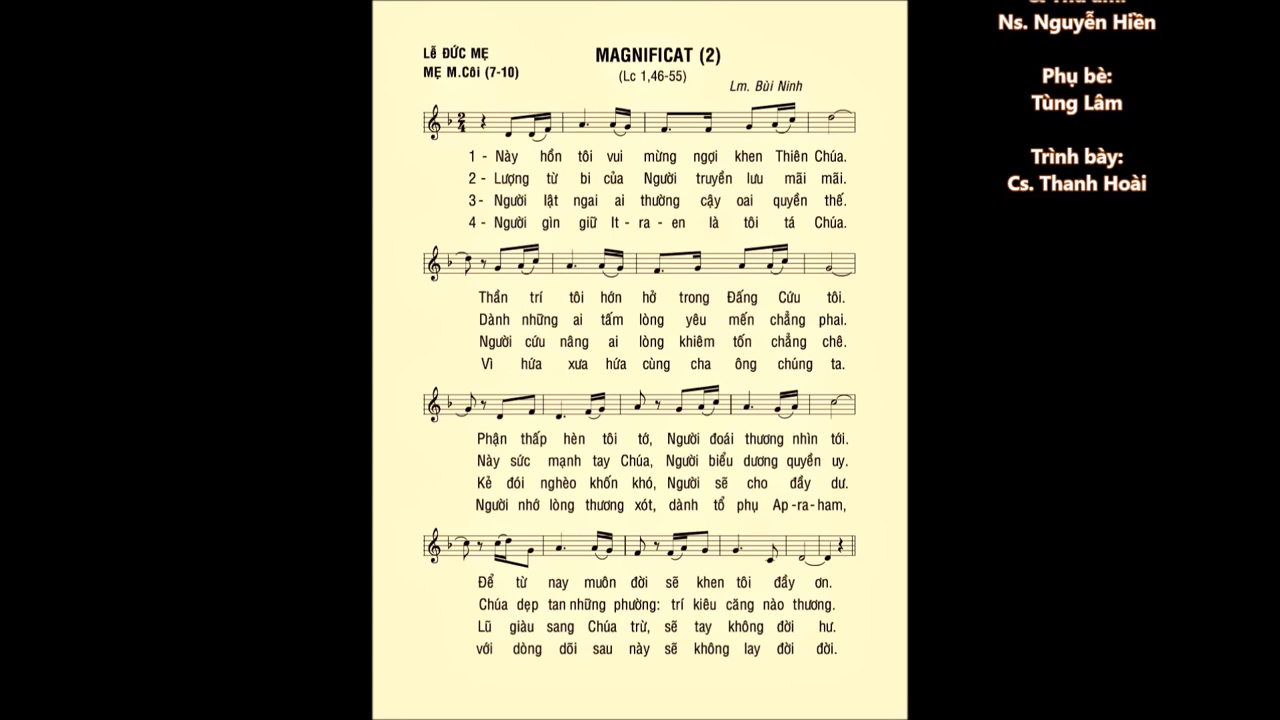 LỄ ĐỨC MẸ
MẸ M.Côi (7-10)
MAGNIFICAT (2)
(Lc 1,46-55)
Lm. Bùi Ninh
2
4
1 - Này hồn tôi vui mừng ngợi khen Thiên Chúa.
2 - Lượng từ bi của Người truyền lưu mãi mãi.
3- Người lật ngai ai thường cậy oai quyền thế.
4 - Người gìn giữ It - ra - en là tôi tá Chúa.
Thần trí tôi hớn hở trong Đấng Cứu tôi.
Dành những ai tấm lòng yêu mến chẳng phai.
Người cứu nâng ai lòng khiêm tốn chẳng chê.
Vì hứa xưa hứa cùng cha ông chúng ta.
Phận thấp hèn tôi tớ, Người đoái thương nhìn tới.
Này sức mạnh tay Chúa, Người biểu dương quyền uy.
Kẻ đói nghèo khốn khó, Người sẽ cho đầy dư.
Người nhớ lòng thương xót, dành tổ phụ Ap-ra-ham,
Để từ nay muôn đời sẽ khen tôi đầy ơn.
Chúa dẹp tan những phường: trí kiêu căng nào thương.
Lũ giàu sang Chúa trừ, sẽ tay không đời hư.
với dòng dõi sau này sẽ không lay đời đời.
Ns. Nguyễn Hiền
Phụ bè:
Tùng Lâm
Trình bày:
Cs. Thanh Hoài